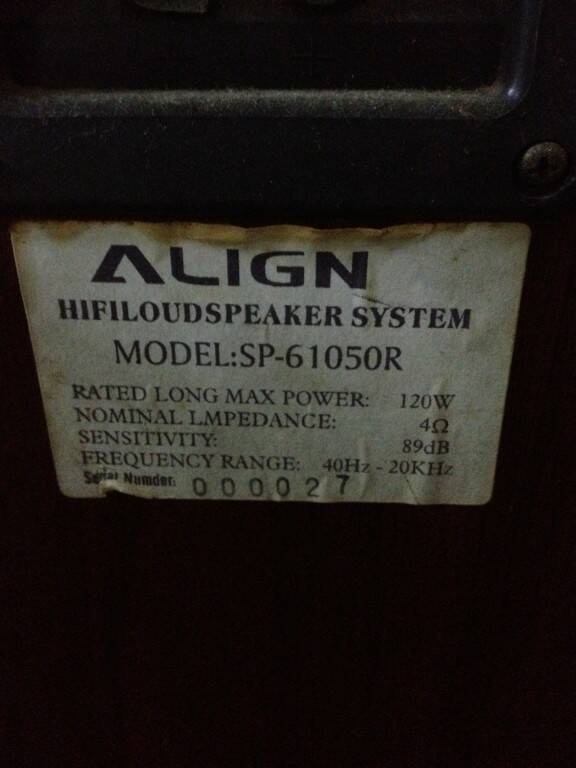 ALIGN
HIFILOUDSPEAKER SYSTEM
MODEL:SP-61050R
RATED LONG MAX POWER: 120W
NOMINAL LMPEDANCE: 4Ω
SENSITIVITY: 89dB
FREQUENCY RANGE: 40Hz - 20KHz
Serial Numder: 000027